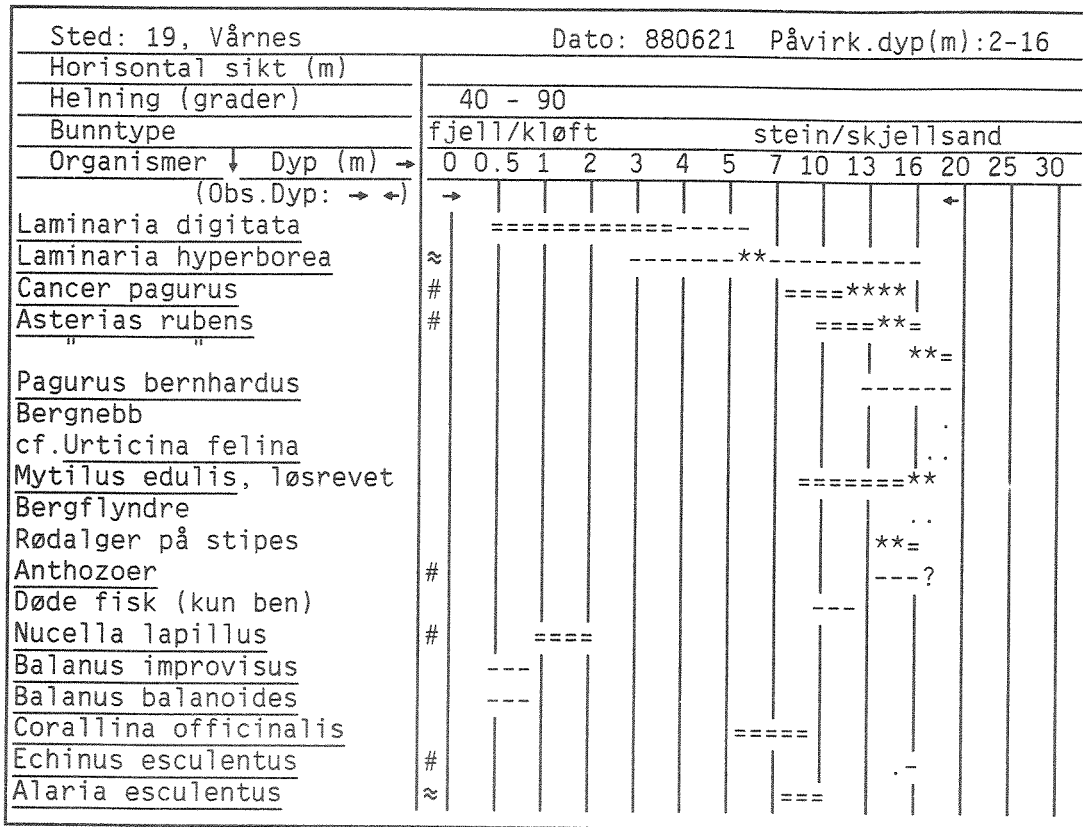 Sted: 19, Vårnes Dato: 880621 Påvirk.dyp(m):2-16
Horisontal sikt (m)
Helning (grader) 40 - 90
Bunntype fjell/kløft stein/skjellsand
Organismer ↓ Dyp (m) → 0 0.5 1 2 3 4 5 7 10 13 16 20 25 30
(Obs.Dyp: → ←) → ←
Laminaria digitata ============-----
Laminaria hyperborea ≈ -------**----------
Cancer pagurus # ====****
Asterias rubens # ====**=
" " **=
Pagurus bernhardus ------
Bergnebb .
cf.Urticina felina ..
Mytilus edulis, løsrevet =======**
Bergflyndre ..
Rødalger på stipes **=
Anthozoer # ---?
Døde fisk (kun ben) ---
Nucella lapillus # ====
Balanus improvisus ---
Balanus balanoides ---
Corallina officinalis =====
Echinus esculentus # .-
Alaria esculentus ≈ ===